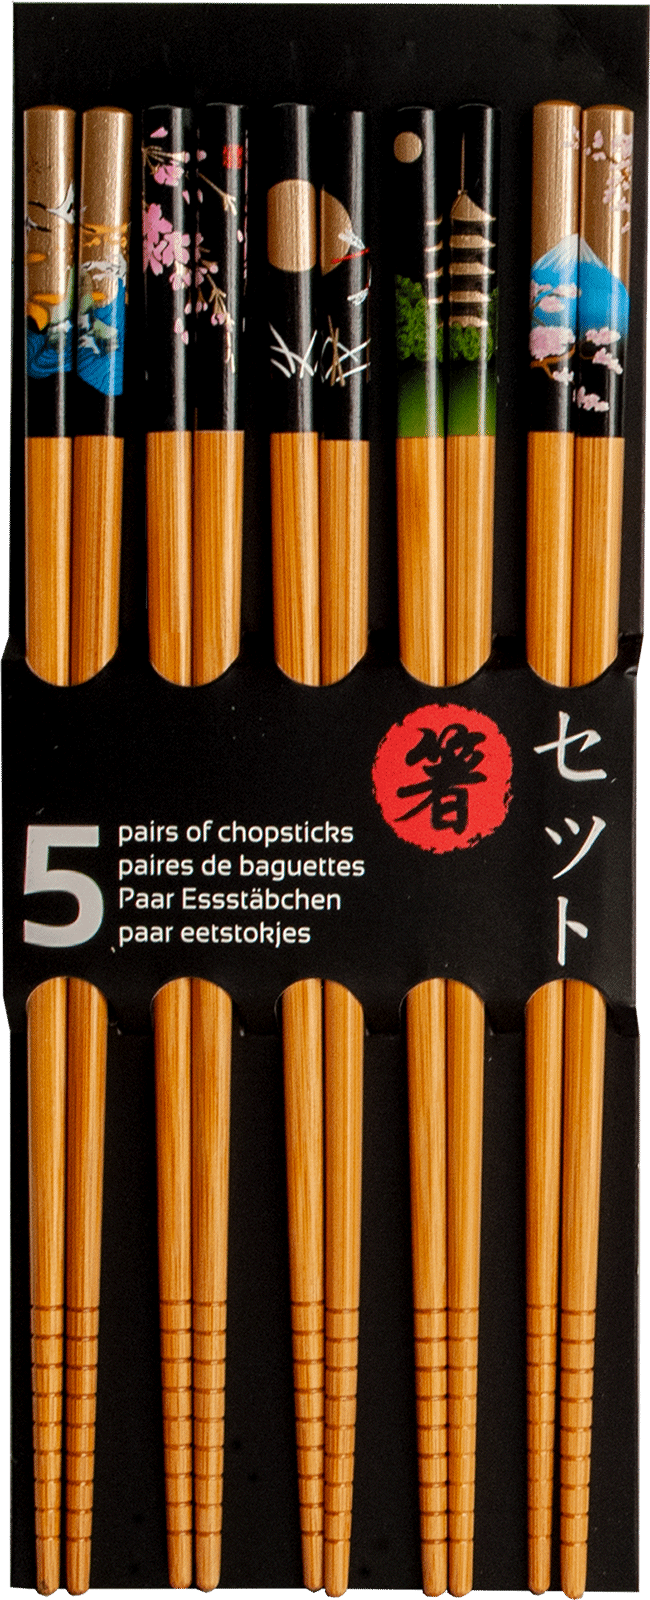 箸
セット
5
pairs of chopsticks
paires de baguettes
Paar Essstäbchen
paar eetstokjes